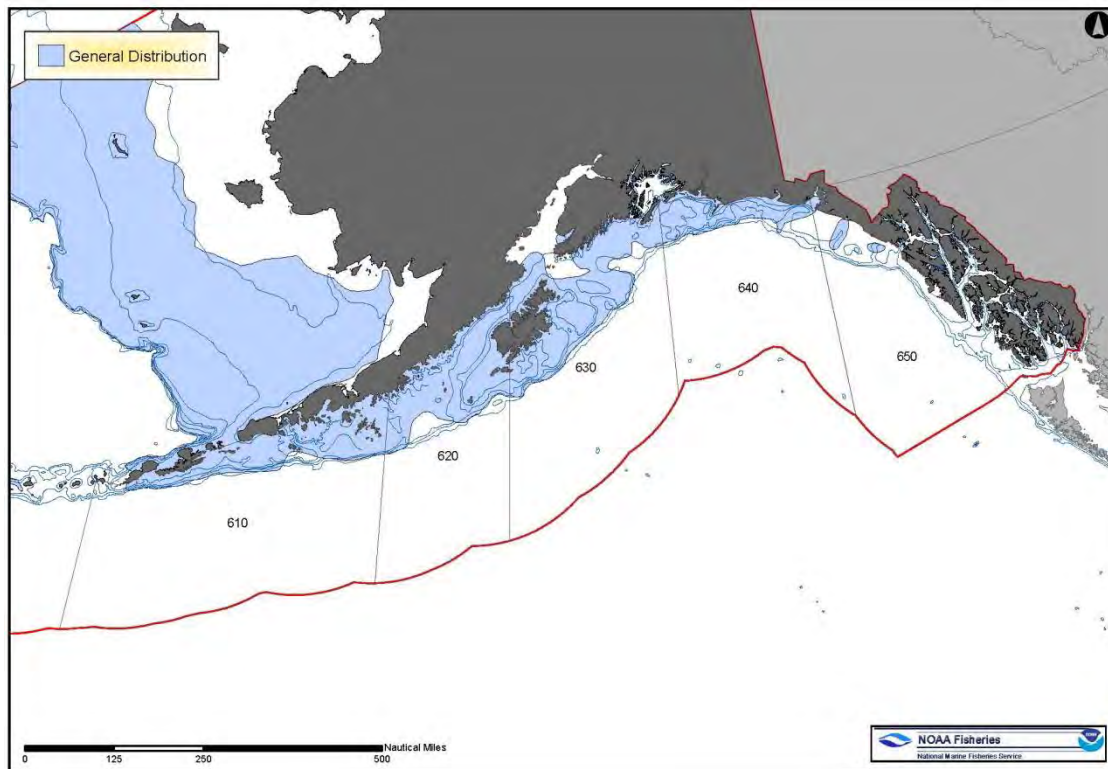 General Distribution
640
650
630
620
610
Nautical Miles
0 125 250 500
NOAA Fisheries
National Marine Fisheries Service